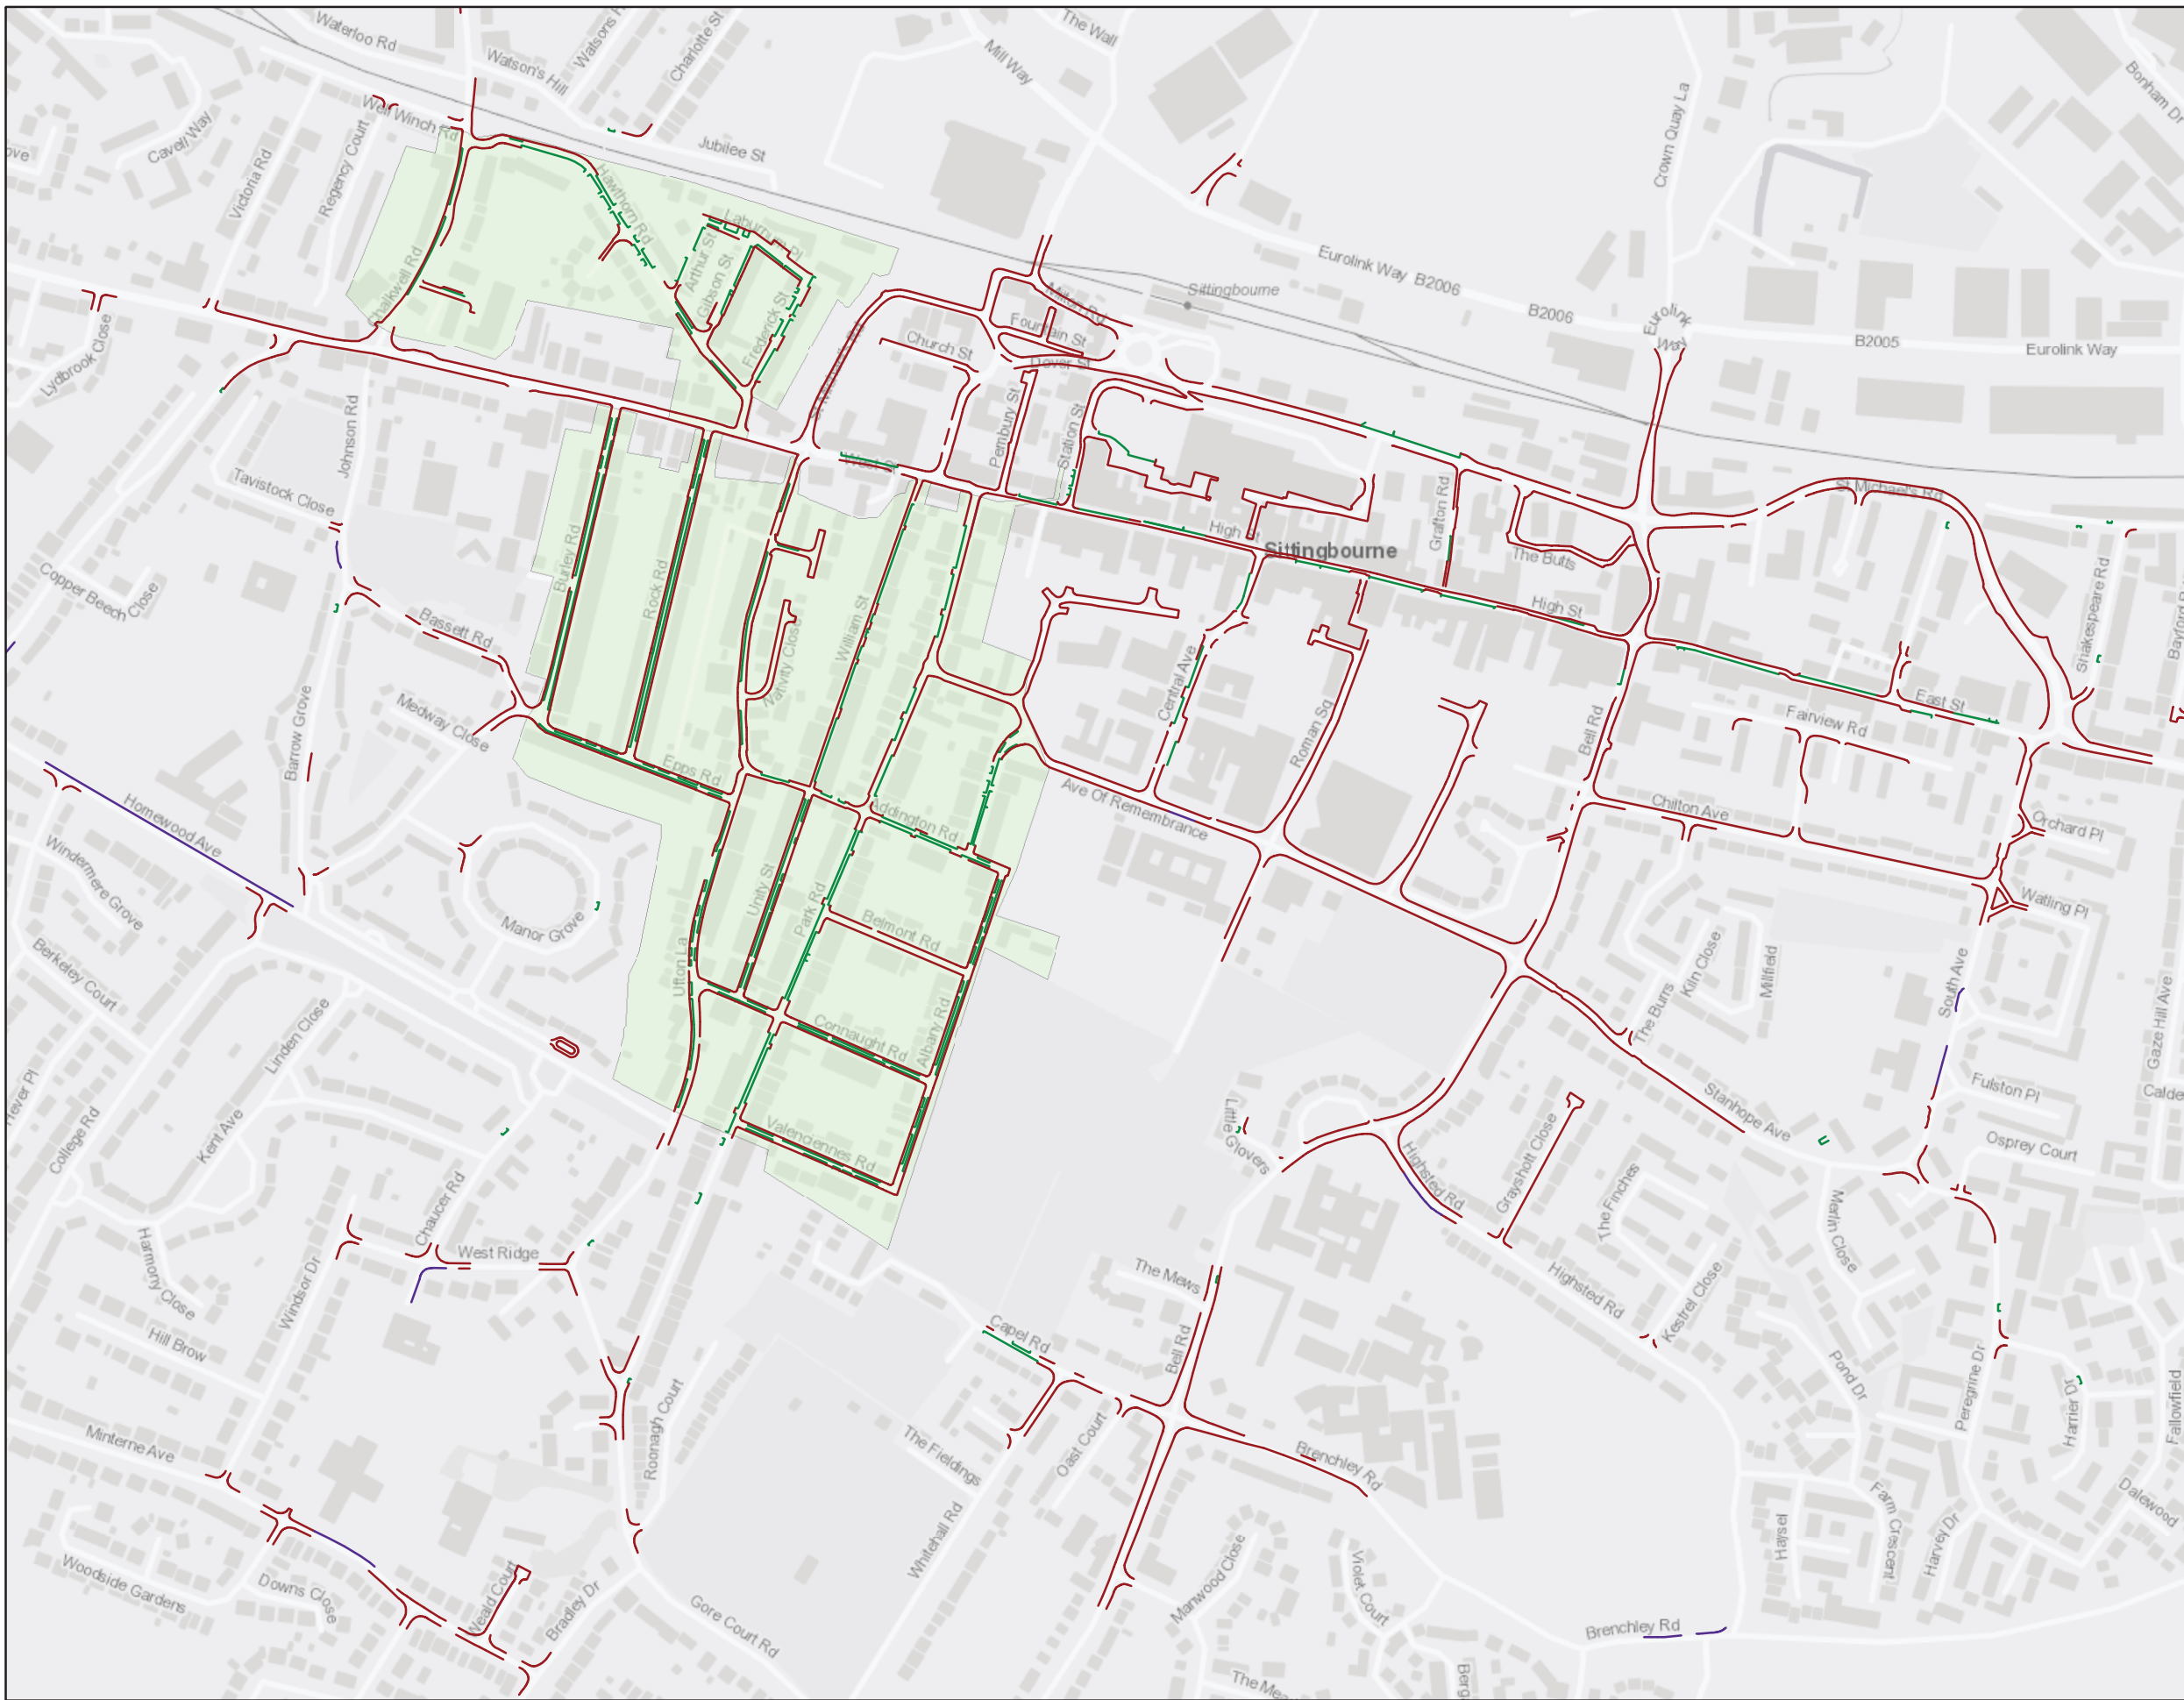 Waterloo Rd
Watson's Hill
Charlotte St
The Wall
Mill Way
Well Winch Rd
Cavell Way
Victoria Rd
Regency Court
Jubilee St
Crown Quay La
Hawthorn Rd
Laburnum Pl
Arthur St
Gibson St
Frederick St
Chalkwell Rd
Lydbrook Close
Eurolink Way B2006
B2006
Eurolink Way
B2005
Eurolink Way
Sittingbourne
Milton Rd
Fountain St
Church St
Dover St
St Michael's Rd
Pembury St
Station St
West St
Johnson Rd
Tavistock Close
Copper Beech Close
Burley Rd
Rock Rd
High St
Sittingbourne
Grafton Rd
The Butts
St Michael's Rd
High St
Shakespeare Rd
Bassett Rd
Nativity Close
William St
Central Ave
Roman Sq
Bell Rd
East St
Fairview Rd
Medway Close
Barrow Grove
Epps Rd
Addington Rd
Ave Of Remembrance
Chilton Ave
Orchard Pl
Homewood Ave
Windermere Grove
Manor Grove
Unity St
Park Rd
Belmont Rd
Watling Pl
Berkeley Court
Ufton La
Kiln Close
Millfield
The Burrs
South Ave
Gaze Hill Ave
Linden Close
Connaught Rd
Albany Rd
Kent Ave
College Rd
Valenciennes Rd
Little Glovers
Stanhope Ave
Fulston Pl
Osprey Court
Highsted Rd
Grayshott Close
The Finches
Merlin Close
Chaucer Rd
West Ridge
Harmony Close
Windsor Dr
Hill Brow
The Mews
Highsted Rd
Kestrel Close
Capel Rd
Bell Rd
Pond Dr
Peregrine Dr
Harrier Dr
Fallowfield
Minterne Ave
Roonagh Court
The Fieldings
Oast Court
Brenchley Rd
Whitehall Rd
Farm Crescent
Haysel
Harvey Dr
Dalewood
Woodside Gardens
Downs Close
Weald Court
Bradley Dr
Gore Court Rd
Manwood Close
Violet Court
Brenchley Rd